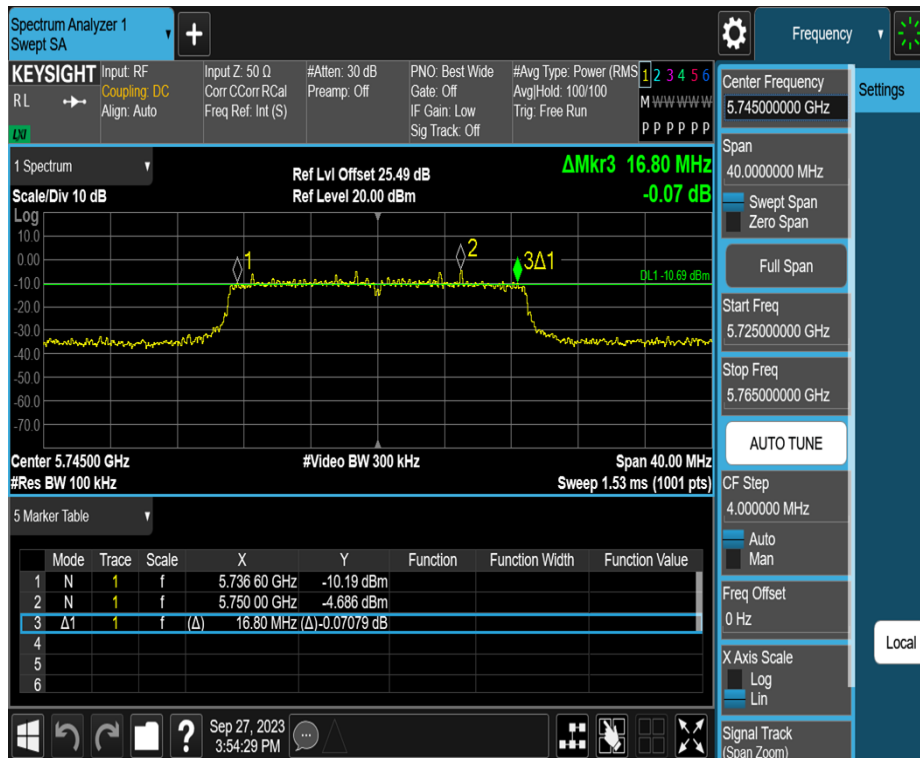 Spectrum Analyzer 1
Swept SA
Frequency
KEYSIGHT
RL
LXI
Input: RF
Coupling: DC
Align: Auto
Input Z: 50 Ω
Corr CCorr RCal
Freq Ref: Int (S)
#Atten: 30 dB
Preamp: Off
PNO: Best Wide
Gate: Off
IF Gain: Low
Sig Track: Off
#Avg Type: Power (RMS
Avg|Hold: 100/100
Trig: Free Run
1 2 3 4 5 6
M W W W W W
P P P P P P
1 Spectrum
Scale/Div 10 dB
Ref Lvl Offset 25.49 dB
Ref Level 20.00 dBm
ΔMkr3 16.80 MHz
-0.07 dB
Log
10.0
0.00
-10.0
-20.0
-30.0
-40.0
-50.0
-60.0
-70.0
1
2
3Δ1
DL1 -10.69 dBm
Center 5.74500 GHz
#Video BW 300 kHz
Span 40.00 MHz
#Res BW 100 kHz
Sweep 1.53 ms (1001 pts)
5 Marker Table
Mode Trace Scale X Y Function Function Width Function Value
1 N 1 f 5.736 60 GHz -10.19 dBm
2 N 1 f 5.750 00 GHz -4.686 dBm
3 Δ1 1 f (Δ) 16.80 MHz (Δ) -0.07079 dB
4
5
6
?
Sep 27, 2023
3:54:29 PM
Center Frequency
5.745000000 GHz
Span
40.0000000 MHz
Swept Span
Zero Span
Full Span
Start Freq
5.725000000 GHz
Stop Freq
5.765000000 GHz
AUTO TUNE
CF Step
4.000000 MHz
Auto
Man
Freq Offset
0 Hz
X Axis Scale
Log
Lin
Signal Track
(Span Zoom)
Settings
Local